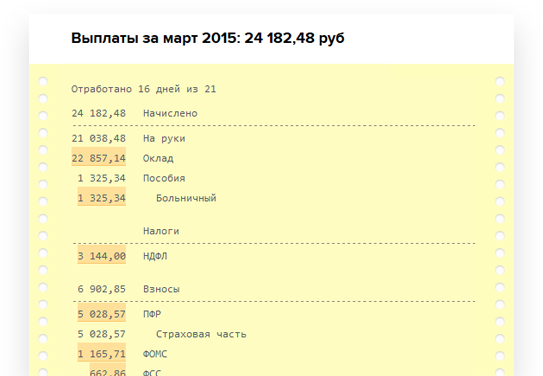 Выплаты за март 2015: 24 182,48 руб
Отработано 16 дней из 21
24 182,48 Начислено
21 038,48 На руки
22 857,14 Оклад
1 325,34 Пособия
1 325,34 Больничный
Налоги
3 144,00 НДФЛ
6 902,85 Взносы
5 028,57 ПФР
5 028,57 Страховая часть
1 165,71 ФОМС
662,86 ФСС